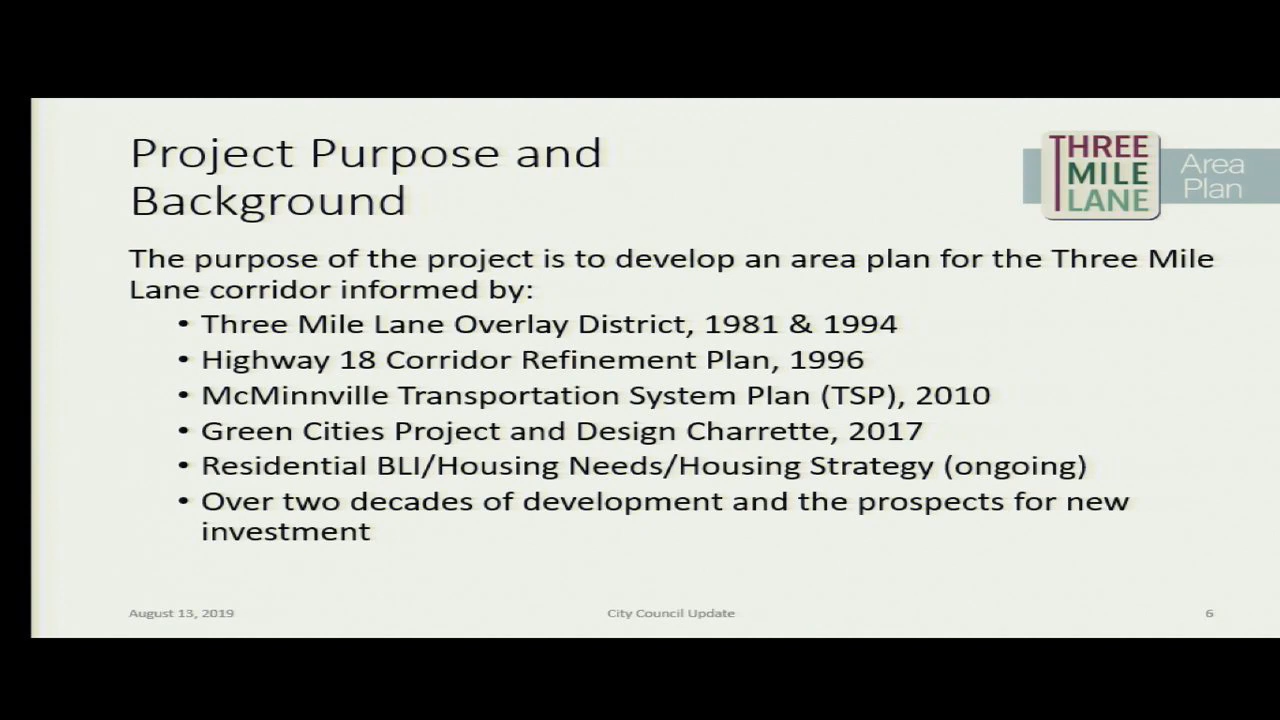 Project Purpose and
Background
THREE
MILE
LANE
Area
Plan
The purpose of the project is to develop an area plan for the Three Mile
Lane corridor informed by:
• Three Mile Lane Overlay District, 1981 & 1994
• Highway 18 Corridor Refinement Plan, 1996
• McMinnville Transportation System Plan (TSP), 2010
• Green Cities Project and Design Charrette, 2017
• Residential BLI/Housing Needs/Housing Strategy (ongoing)
• Over two decades of development and the prospects for new
investment
August 13, 2019
City Council Update
6